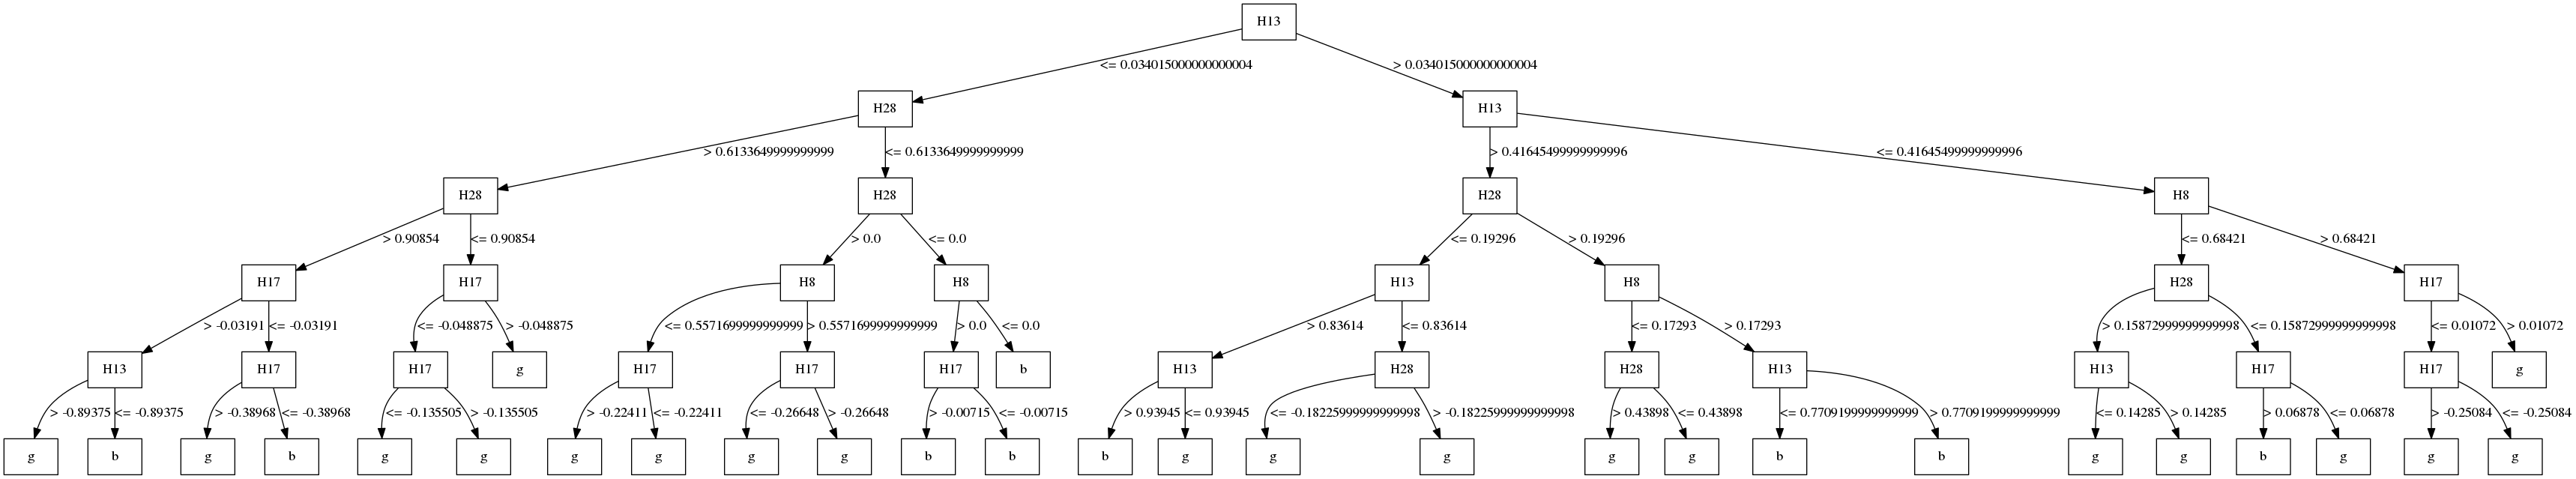 H13
<= 0.034015000000000004 > 0.034015000000000004
H28 H13
> 0.6133649999999999 <= 0.6133649999999999 > 0.41645499999999996 <= 0.41645499999999996
H28 H28 H28 H8
> 0.90854 <= 0.90854 > 0.0 <= 0.0 <= 0.19296 > 0.19296 <= 0.68421 > 0.68421
H17 H17 H8 H8 H13 H8 H28 H17
> -0.03191 <= -0.03191 <= -0.048875 > -0.048875 <= 0.5571699999999999 > 0.5571699999999999 > 0.0 <= 0.0 > 0.83614 <= 0.83614 <= 0.17293 > 0.17293 > 0.15872999999999998 <= 0.15872999999999998 <= 0.01072 > 0.01072
H13 H17 H17 g H17 H17 H17 b H13 H28 H28 H13 H13 H17 H17 g
> -0.89375 <= -0.89375 > -0.38968 <= -0.38968 <= -0.135505 > -0.135505 > -0.22411 <= -0.22411 <= -0.26648 > -0.26648 > -0.00715 <= -0.00715 > 0.93945 <= 0.93945 <= -0.18225999999999998 > -0.18225999999999998 > 0.43898 <= 0.43898 <= 0.7709199999999999 > 0.7709199999999999 <= 0.14285 > 0.14285 > 0.06878 <= 0.06878 > -0.25084 <= -0.25084
g b g b g g g g g g b b b g g g g g b b g g b g g g